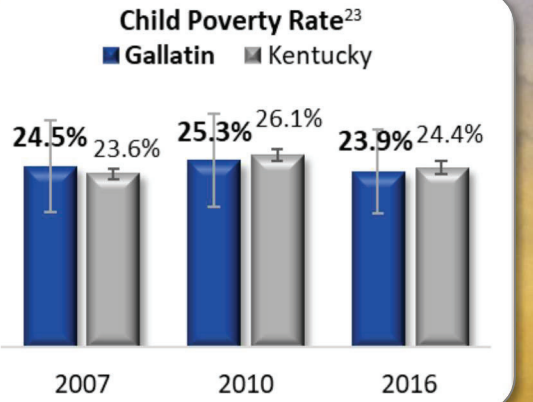 Child Poverty Rate23
Gallatin Kentucky
24.5% 23.6% 25.3% 26.1% 23.9% 24.4%
2007 2010 2016